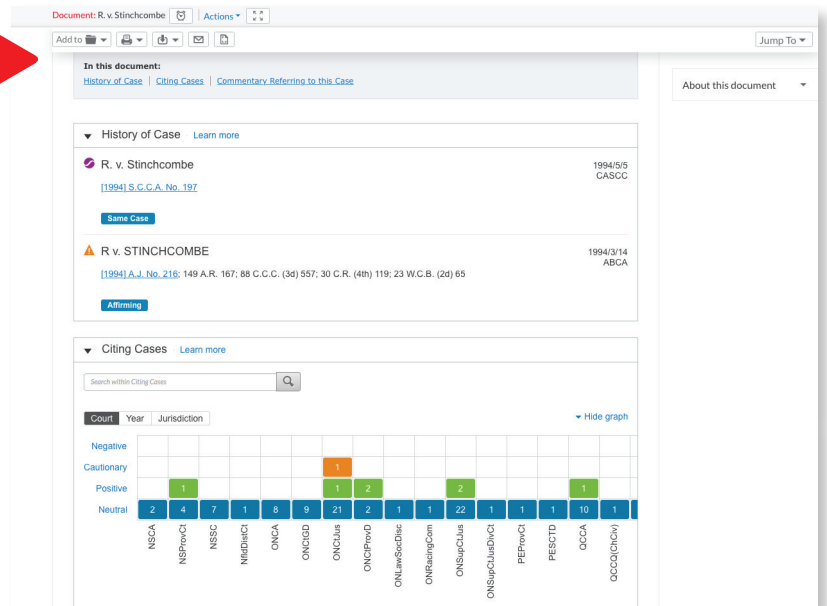 Document: R. v. Stinchcombe Actions
Add to Jump To
In this document:
History of Case | Citing Cases | Commentary Referring to this Case
About this document
History of Case Learn more
R. v. Stinchcombe 1994/5/5
[1994] S.C.C.A. No. 197 CASCC
Same Case
R v. STINCHCOMBE 1994/3/14
[1994] A.J. No. 216; 149 A.R. 167; 88 C.C.C. (3d) 557; 30 C.R. (4th) 119; 23 W.C.B. (2d) 65 ABCA
Affirming
Citing Cases Learn more
Search within Citing Cases
Court Year Jurisdiction Hide graph
Negative
Cautionary 1
Positive 1 1 2 2 1
Neutral 2 4 7 1 8 9 21 2 1 1 22 1 1 1 10 1
NSCA NSProvCt NSSC NfldDistCt ONCA ONCtGD ONCtJus ONCtProvD ONLawSocDisc ONRacingCom ONSupCtJus ONSupCtJusDivCt PEProvCt PESCTD QCCA QCCQ(ChCiv)